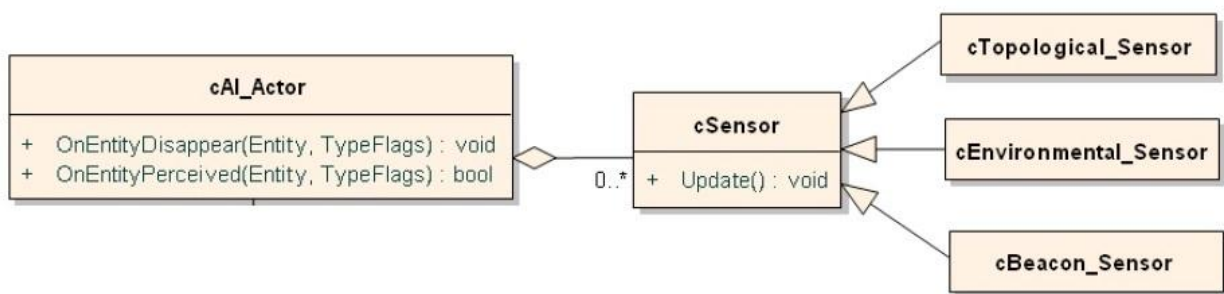 cAI_Actor
+ OnEntityDisappear(Entity, TypeFlags) : void
+ OnEntityPerceived(Entity, TypeFlags) : bool
0..*
cSensor
+ Update() : void
cTopological_Sensor
cEnvironmental_Sensor
cBeacon_Sensor